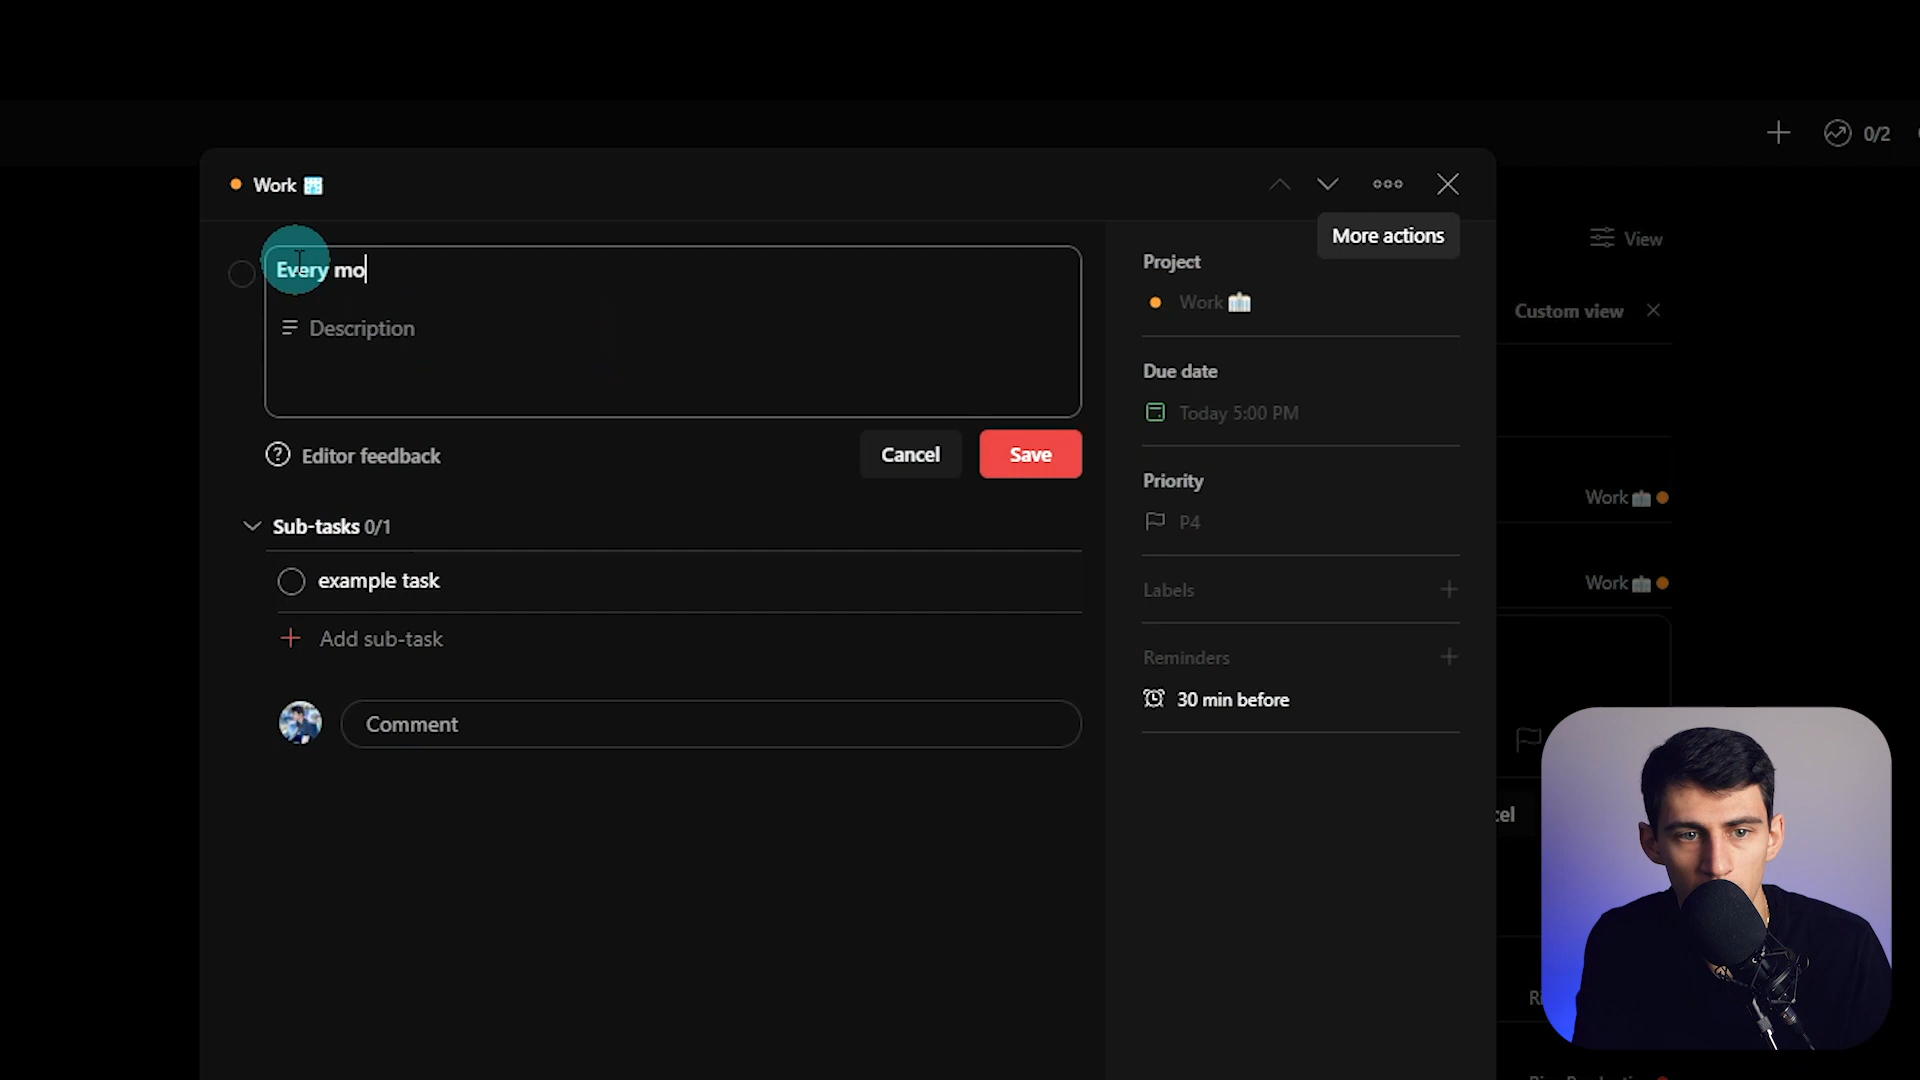 0/2
Work
More actions
View
Every mo
Project
Work
Custom view
Description
Due date
Today 5:00 PM
Editor feedback
Cancel
Save
Priority
P4
Work
Sub-tasks 0/1
example task
Labels
Work
Add sub-task
Reminders
30 min before
Comment